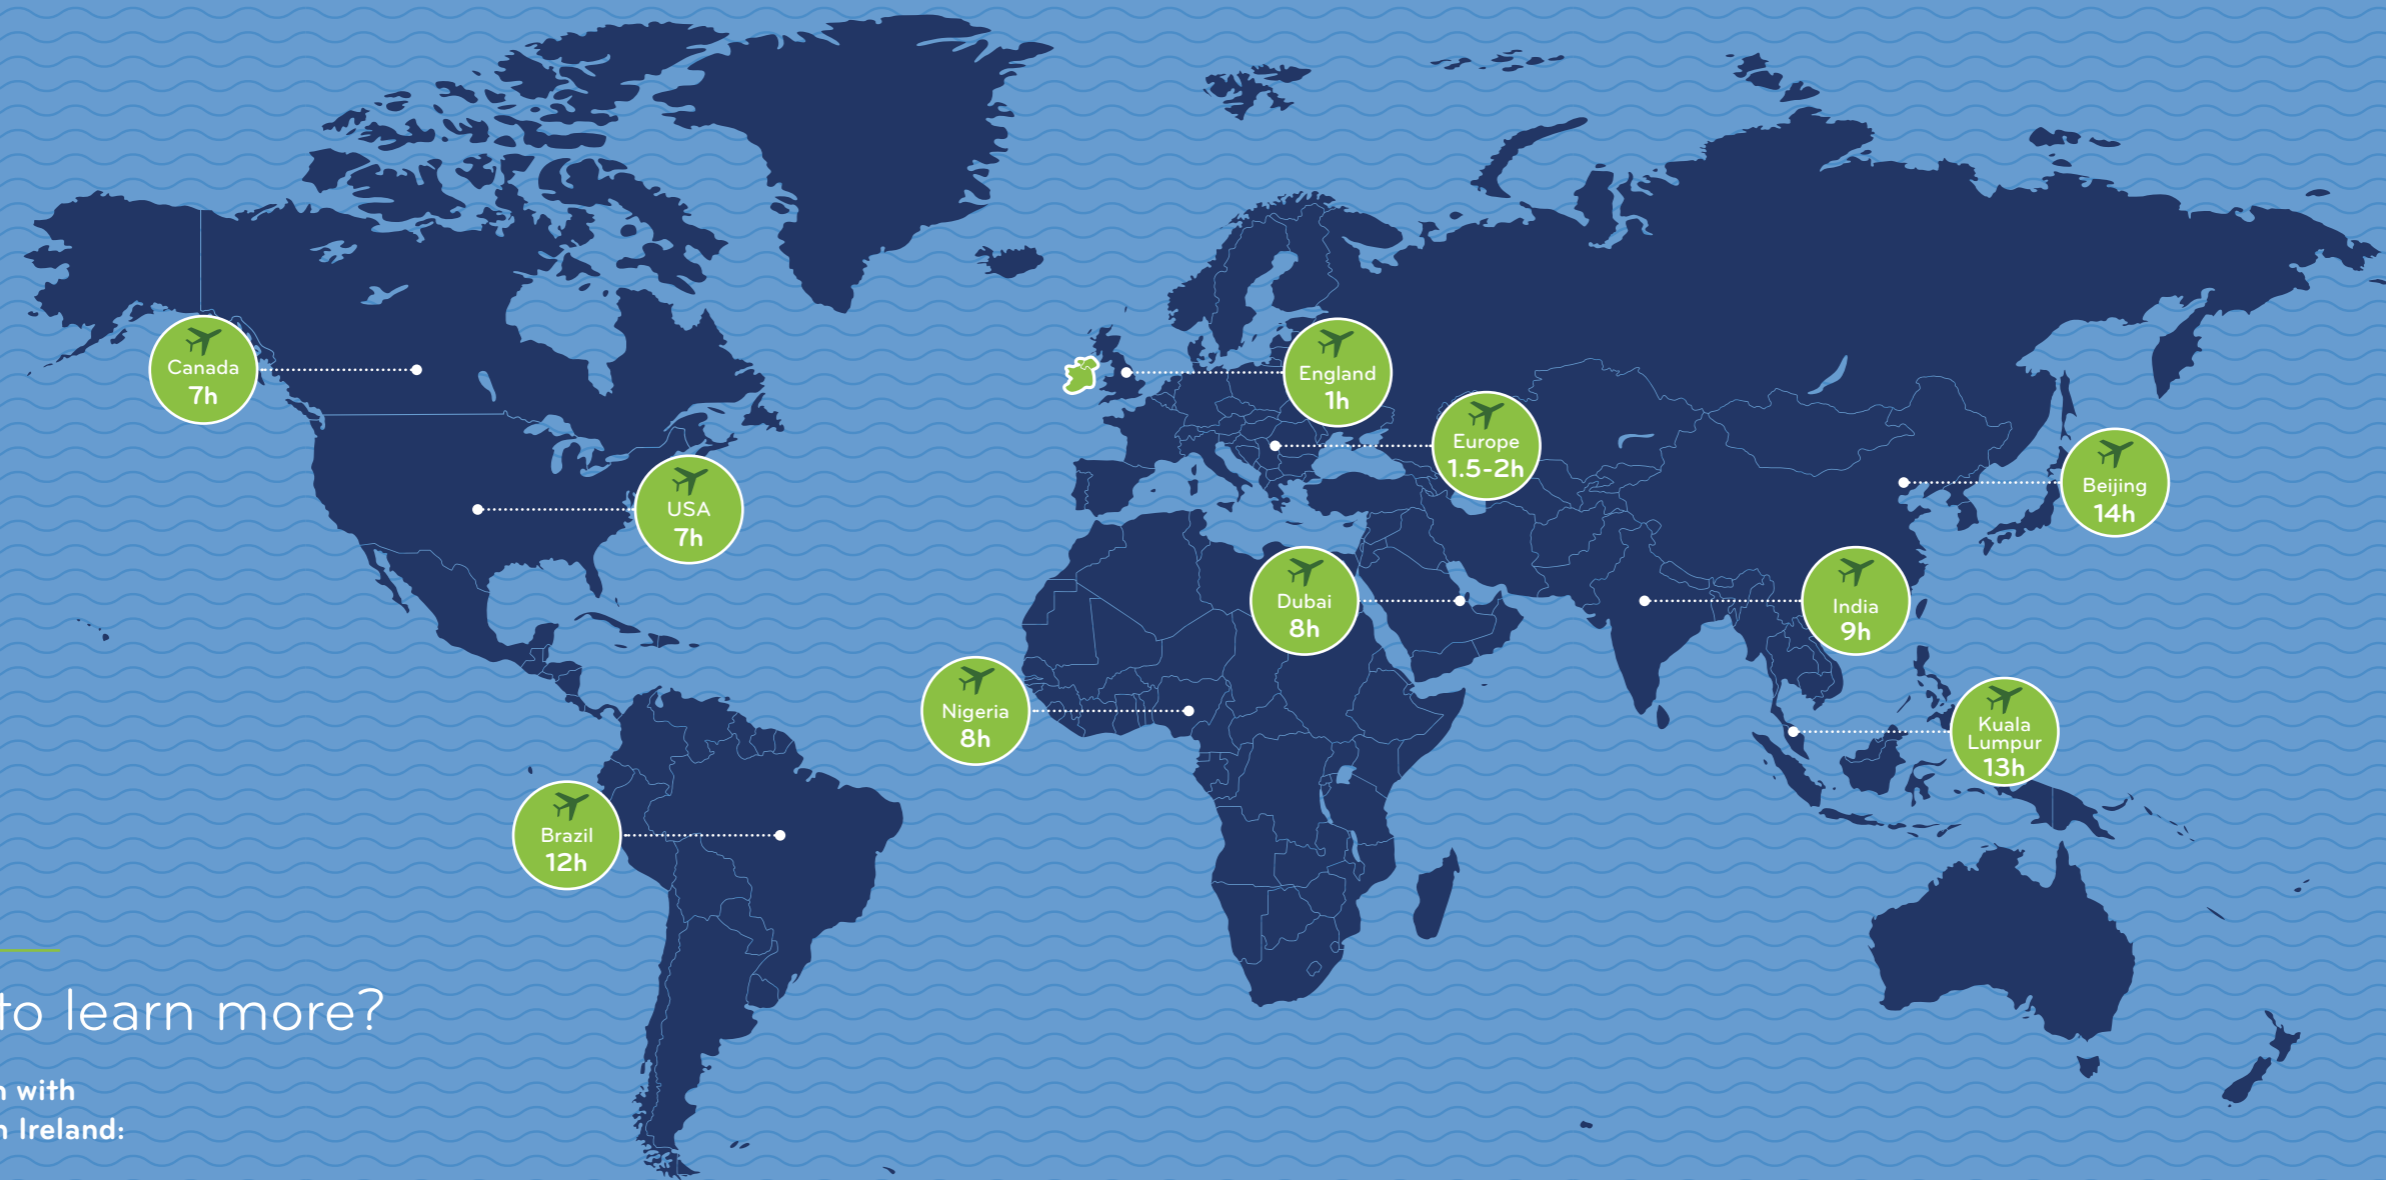 Canada
7h
England
1h
Europe
1.5-2h
USA
7h
Beijing
14h
Dubai
8h
India
9h
Nigeria
8h
Kuala
Lumpur
13h
Brazil
12h
to learn more?
with
Ireland: